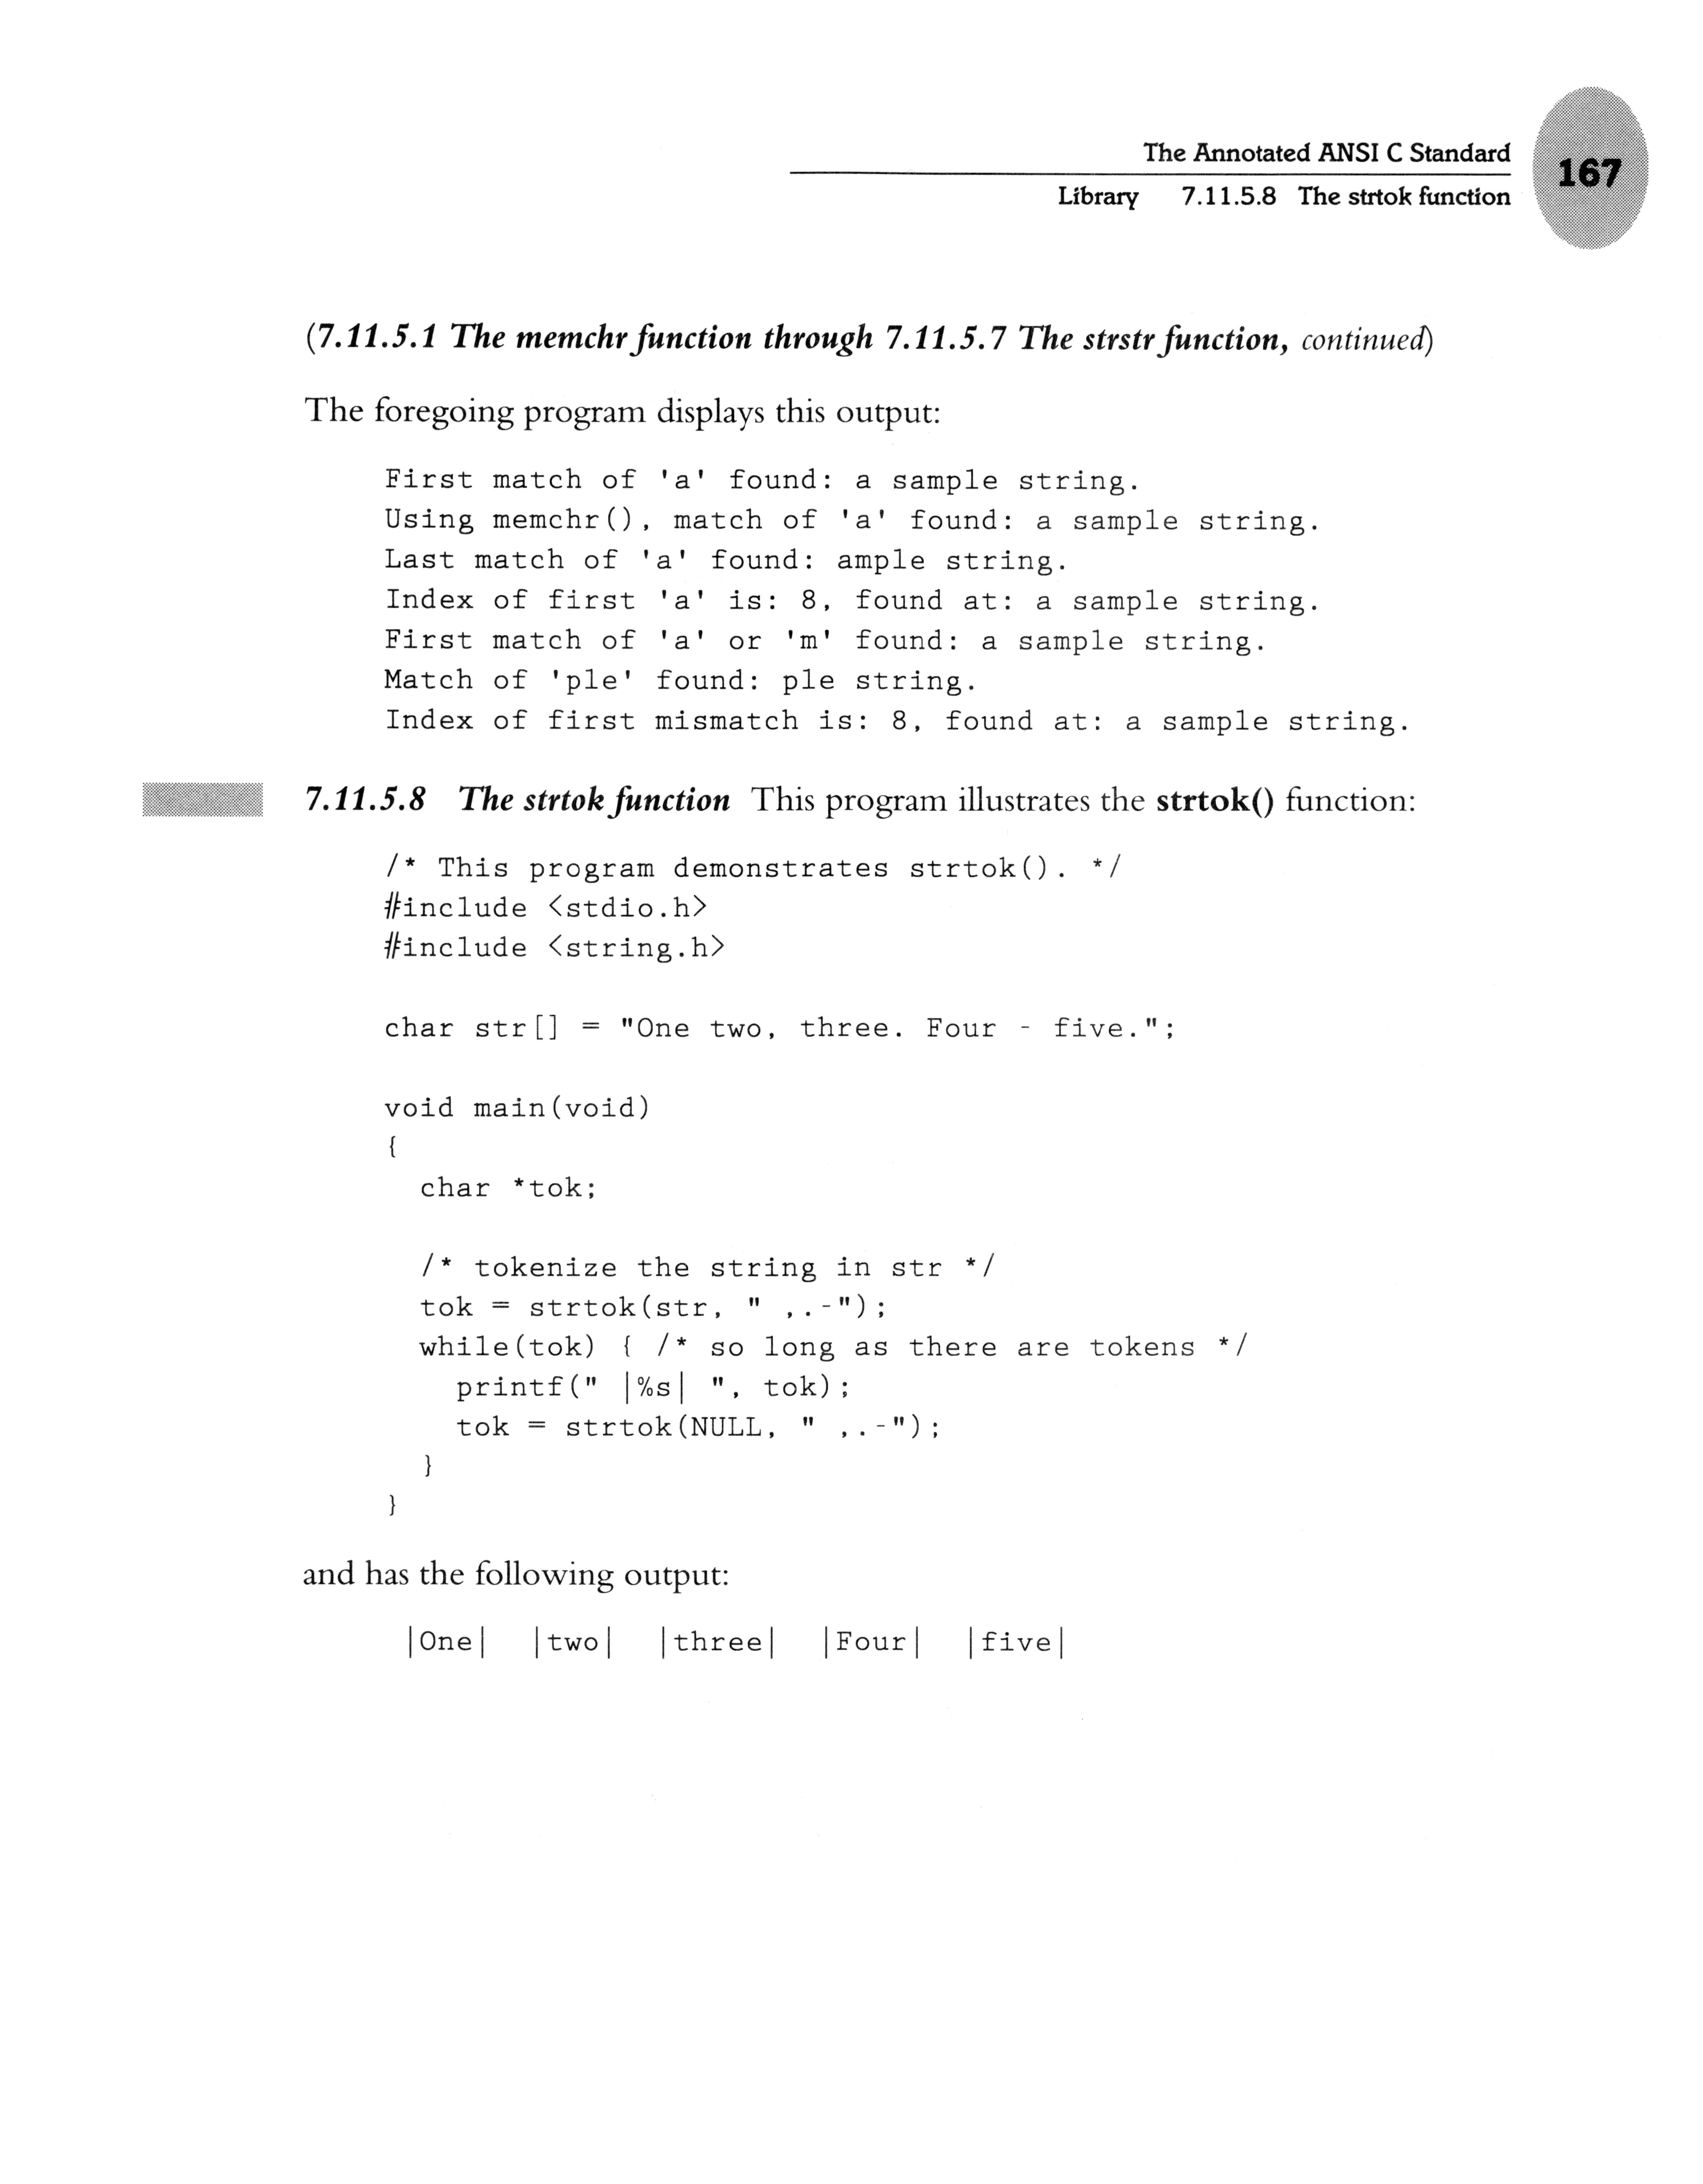 The Annotated ANSI C Standard
167
Library 7.11.5.8 The strtok function
(7.11.5.1 The memchr function through 7.11.5.7 The strstr function, continued)
The foregoing program displays this output:
First match of 'a' found: a sample string.
Using memchr(), match of 'a' found: a sample string.
Last match of 'a' found: ample string.
Index of first 'a' is: 8, found at: a sample string.
First match of 'a' or 'm' found: a sample string.
Match of 'ple' found: ple string.
Index of first mismatch is: 8, found at: a sample string.
7.11.5.8 The strtok function This program illustrates the strtok() function:
/* This program demonstrates strtok(). */
#include <stdio.h>
#include <string.h>
char str[] = "One two, three. Four - five.";
void main(void)
{
char *tok;
/* tokenize the string in str */
tok = strtok(str, " ,.-");
while(tok) { /* so long as there are tokens */
printf(" |%s| ", tok);
tok = strtok(NULL, " ,.-");
}
}
and has the following output:
|One| |two| |three| |Four| |five|